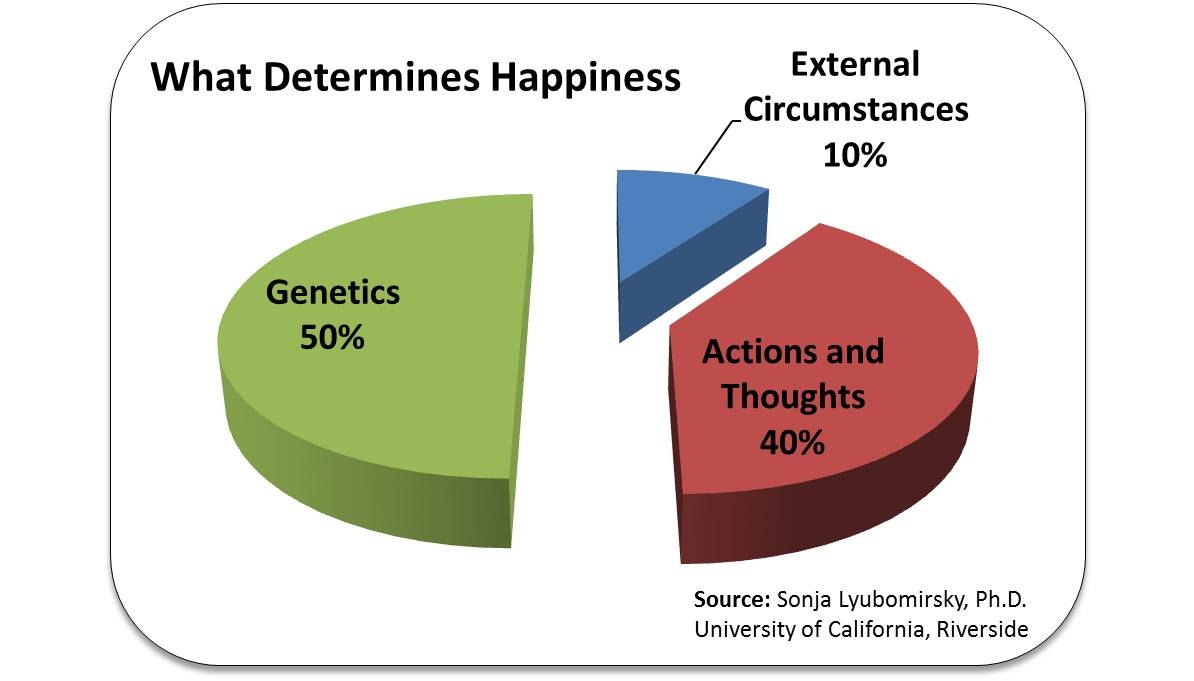 What Determines Happiness
External
Circumstances
10%
Genetics
50%
Actions and
Thoughts
40%
Source: Sonja Lyubomirsky, Ph.D.
University of California, Riverside